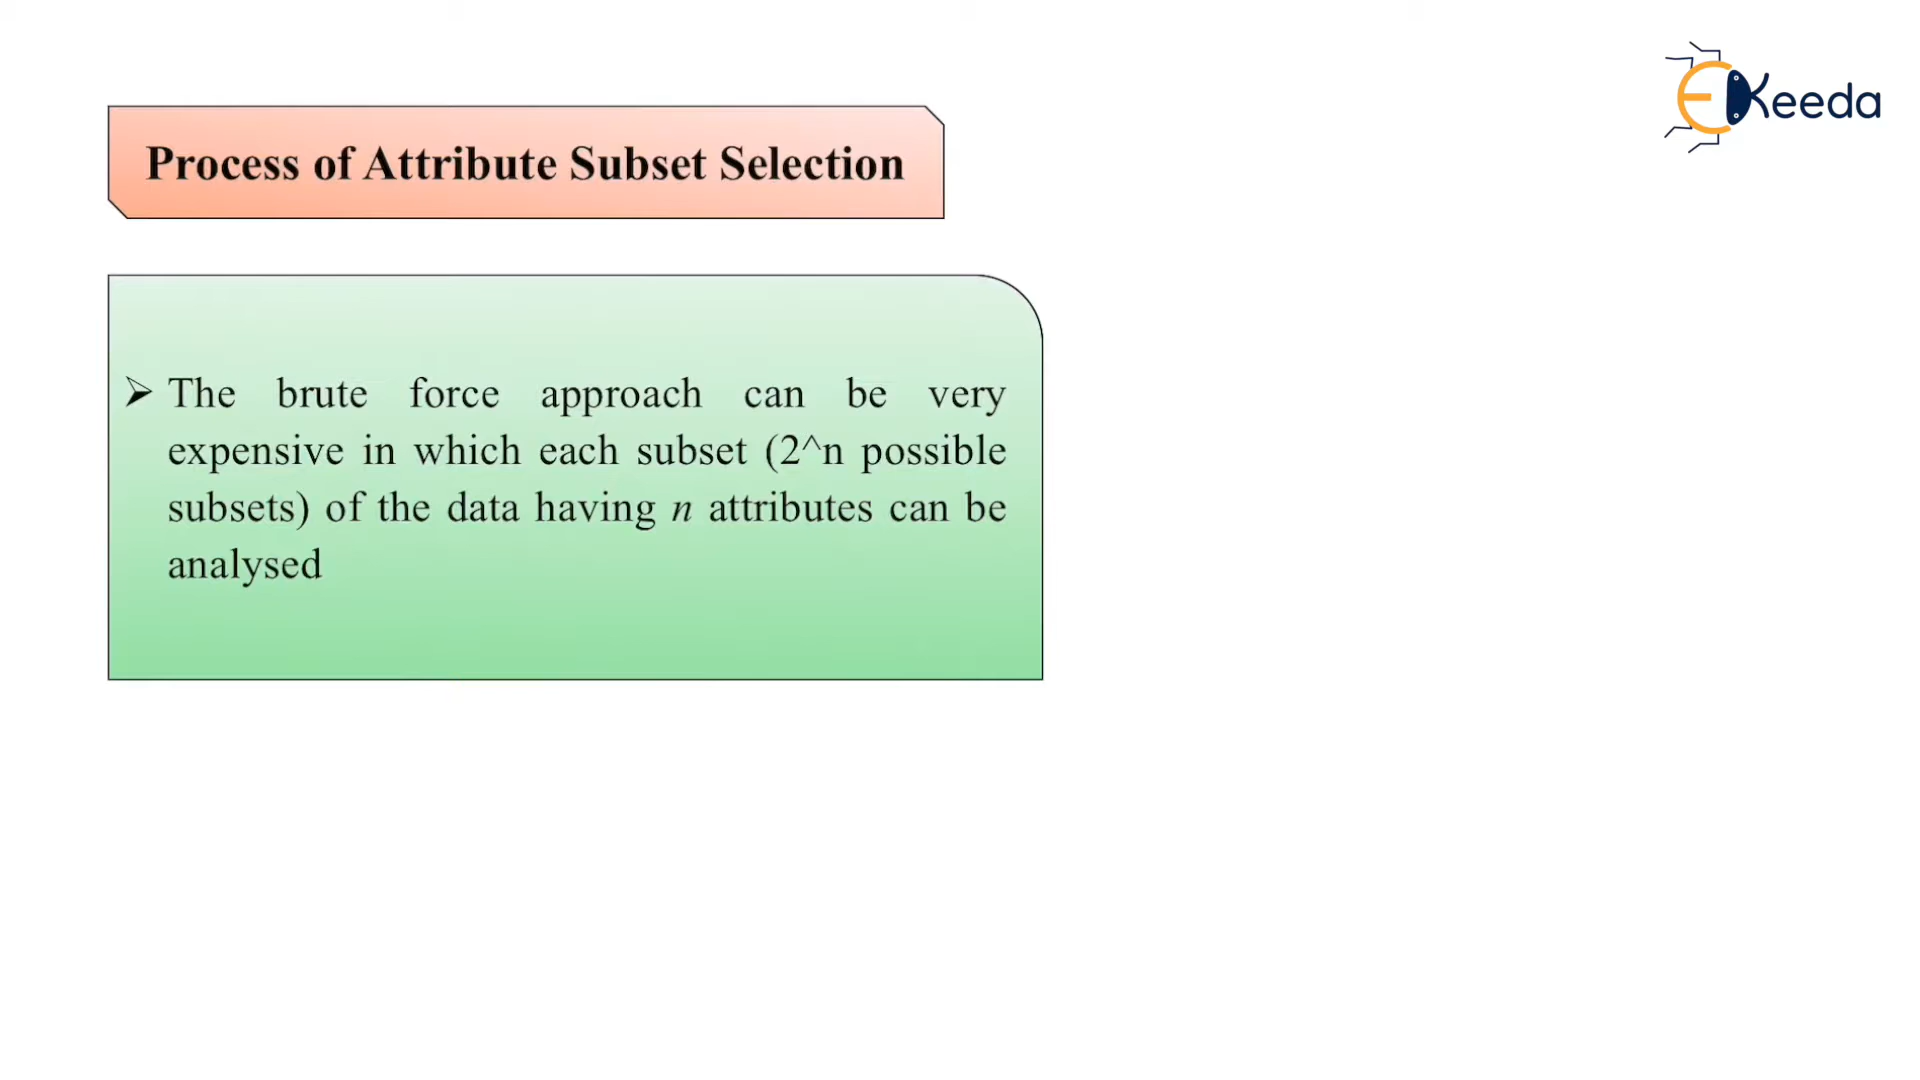 EKeeda
Process of Attribute Subset Selection
➢ The brute force approach can be very
expensive in which each subset (2^n possible
subsets) of the data having n attributes can be
analysed